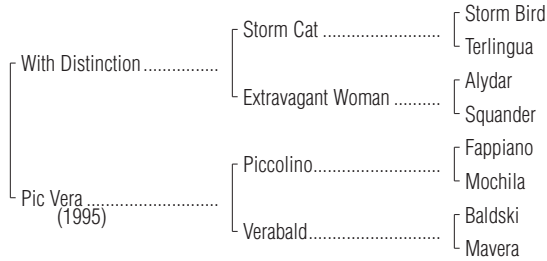 Storm Bird
Storm Cat ........................
Terlingua
With Distinction ...............
Alydar
Extravagant Woman ..........
Squander
Fappiano
Piccolino..........................
Mochila
Pic Vera ..........................
(1995)
Baldski
Verabald...........................
Mavera